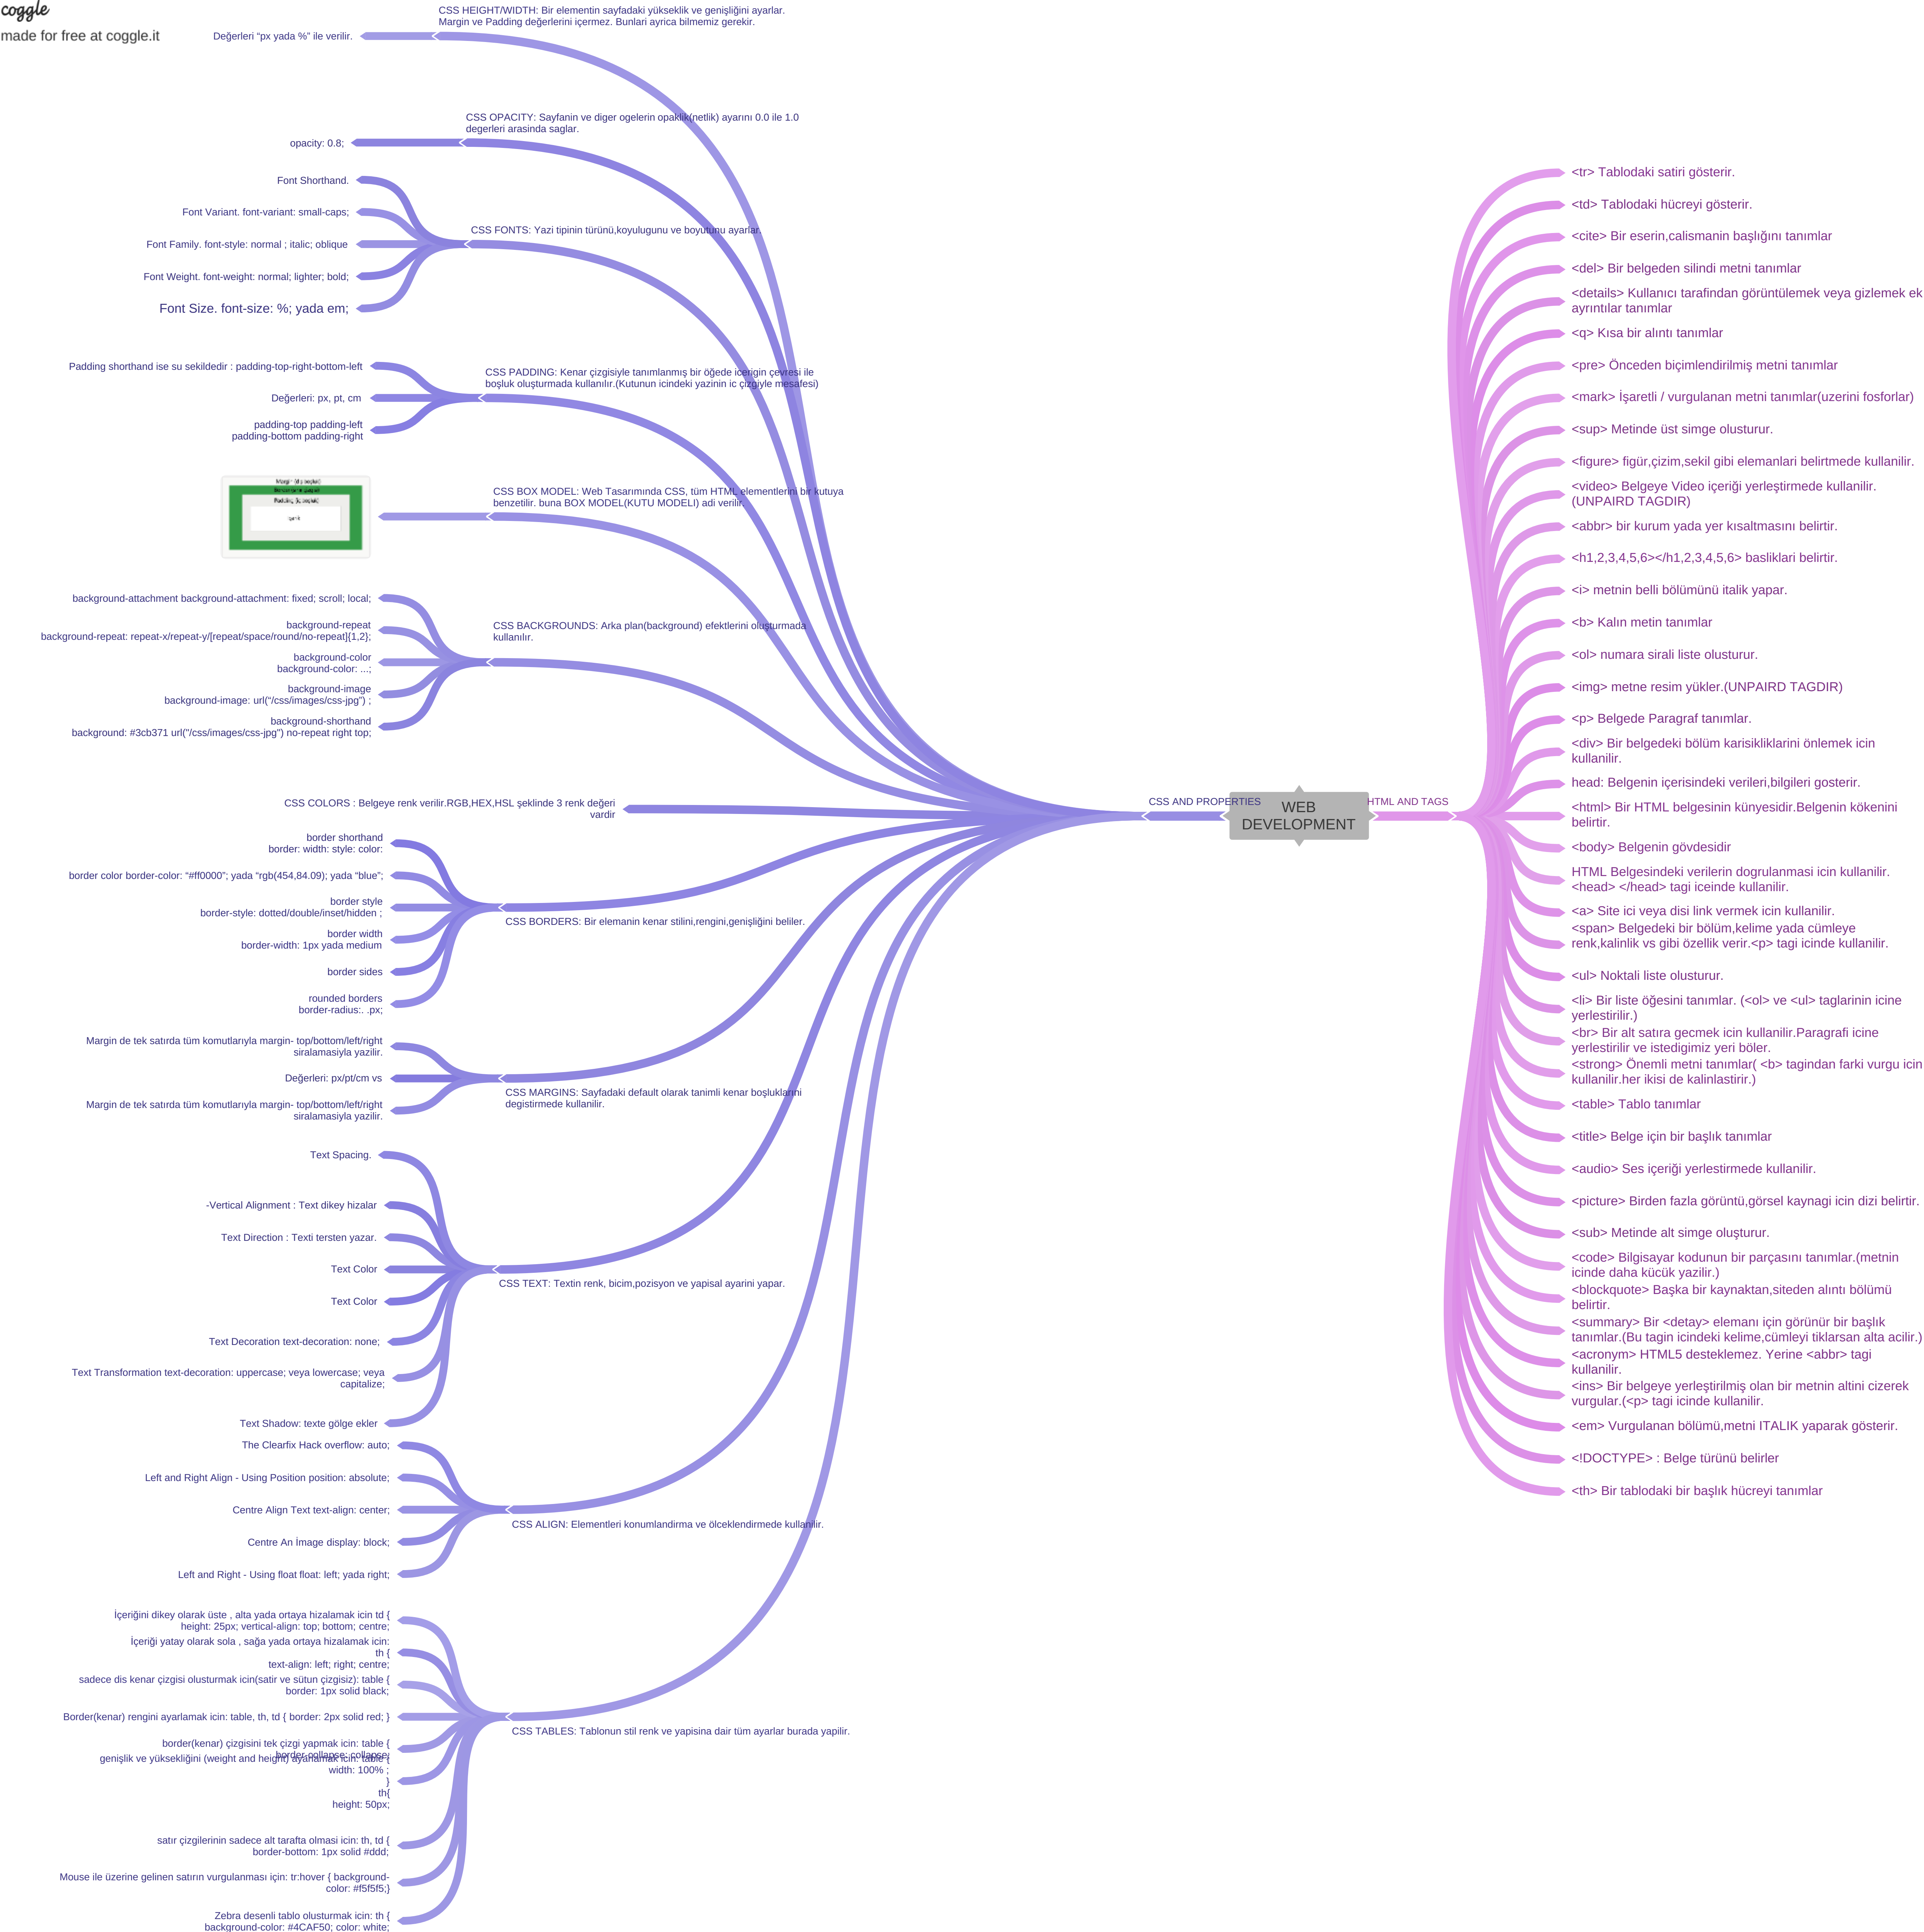 coggle
made for free at coggle.it
CSS HEIGHT/WIDTH: Bir elementin sayfadaki yükseklik ve genişliğini ayarlar.
Margin ve Padding değerlerini içermez. Bunlari ayrica bilmemiz gerekir.
Değerleri “px yada %” ile verilir.
CSS OPACITY: Sayfanin ve diger ogelerin opaklik(netlik) ayarını 0.0 ile 1.0
degerleri arasinda saglar.
opacity: 0.8;
CSS FONTS: Yazi tipinin türünü,koyulugunu ve boyutunu ayarlar.
Font Shorthand.
Font Variant. font-variant: small-caps;
Font Family. font-style: normal ; italic; oblique
Font Weight. font-weight: normal; lighter; bold;
Font Size. font-size: %; yada em;
CSS PADDING: Kenar çizgisiyle tanımlanmış bir öğede icerigin çevresi ile
boşluk oluşturmada kullanılır.(Kutunun icindeki yazinin ic çizgiyle mesafesi)
Padding shorthand ise su sekildedir : padding-top-right-bottom-left
Değerleri: px, pt, cm
padding-top padding-left
padding-bottom padding-right
CSS BOX MODEL: Web Tasarımında CSS, tüm HTML elementlerini bir kutuya
benzetilir. buna BOX MODEL(KUTU MODELI) adi verilir.
Margin (dış boşluk)
Padding (iç boşluk)
CSS BACKGROUNDS: Arka plan(background) efektlerini oluşturmada
kullanılır.
background-attachment background-attachment: fixed; scroll; local;
background-repeat
background-repeat: repeat-x/repeat-y/[repeat/space/round/no-repeat]{1,2};
background-color
background-color: ...;
background-image
background-image: url("/css/images/css-jpg") ;
background-shorthand
background: #3cb371 url("/css/images/css-jpg") no-repeat right top;
CSS COLORS : Belgeye renk verilir.RGB,HEX,HSL şeklinde 3 renk değeri
vardir
CSS BORDERS: Bir elemanin kenar stilini,rengini,genişliğini beliler.
border shorthand
border: width: style: color:
border color border-color: “#ff0000”; yada “rgb(454,84.09); yada “blue”;
border style
border-style: dotted/double/inset/hidden ;
border width
border-width: 1px yada medium
border sides
rounded borders
border-radius:. .px;
CSS MARGINS: Sayfadaki default olarak tanimli kenar boşluklarıni
degistirmede kullanilir.
Margin de tek satırda tüm komutlarıyla margin- top/bottom/left/right
siralamasiyla yazilir.
Değerleri: px/pt/cm vs
Margin de tek satırda tüm komutlarıyla margin- top/bottom/left/right
siralamasiyla yazilir.
CSS TEXT: Textin renk, bicim,pozisyon ve yapisal ayarini yapar.
Text Spacing.
-Vertical Alignment : Text dikey hizalar
Text Direction : Texti tersten yazar.
Text Color
Text Color
Text Decoration text-decoration: none;
Text Transformation text-decoration: uppercase; veya lowercase; veya
capitalize;
Text Shadow: texte gölge ekler
CSS ALIGN: Elementleri konumlandirma ve ölceklendirmede kullanilir.
The Clearfix Hack overflow: auto;
Left and Right Align - Using Position position: absolute;
Centre Align Text text-align: center;
Centre An İmage display: block;
Left and Right - Using float float: left; yada right;
CSS TABLES: Tablonun stil renk ve yapisina dair tüm ayarlar burada yapilir.
İçeriğini dikey olarak üste , alta yada ortaya hizalamak icin td {
height: 25px; vertical-align: top; bottom; centre;
İçeriği yatay olarak sola , sağa yada ortaya hizalamak icin:
th {
text-align: left; right; centre;
sadece dis kenar çizgisi olusturmak icin(satir ve sütun çizgisiz): table {
border: 1px solid black;
Border(kenar) rengini ayarlamak icin: table, th, td { border: 2px solid red; }
border(kenar) çizgisini tek çizgi yapmak icin: table {
border-collapse: collapse;
genişlik ve yüksekliğini (weight and height) ayarlamak icin: table {
width: 100% ;
}
th{
height: 50px;
satır çizgilerinin sadece alt tarafta olmasi icin: th, td {
border-bottom: 1px solid #ddd;
Mouse ile üzerine gelinen satırın vurgulanması için: tr:hover { background-
color: #f5f5f5;}
Zebra desenli tablo olusturmak icin: th {
background-color: #4CAF50; color: white;
CSS AND PROPERTIES
WEB
DEVELOPMENT
HTML AND TAGS
<tr> Tablodaki satiri gösterir.
<td> Tablodaki hücreyi gösterir.
<cite> Bir eserin,calismanin başlığını tanımlar
<del> Bir belgeden silindi metni tanımlar
<details> Kullanıcı tarafindan görüntülemek veya gizlemek ek
ayrıntılar tanımlar
<q> Kısa bir alıntı tanımlar
<pre> Önceden biçimlendirilmiş metni tanımlar
<mark> İşaretli / vurgulanan metni tanımlar(uzerini fosforlar)
<sup> Metinde üst simge olusturur.
<figure> figür,çizim,sekil gibi elemanlari belirtmede kullanilir.
<video> Belgeye Video içeriği yerleştirmede kullanilir.
(UNPAIRD TAGDIR)
<abbr> bir kurum yada yer kısaltmasını belirtir.
<h1,2,3,4,5,6></h1,2,3,4,5,6> basliklari belirtir.
<i> metnin belli bölümünü italik yapar.
<b> Kalın metin tanımlar
<ol> numara sirali liste olusturur.
<img> metne resim yükler.(UNPAIRD TAGDIR)
<p> Belgede Paragraf tanımlar.
<div> Bir belgedeki bölüm karisikliklarini önlemek icin
kullanilir.
head: Belgenin içerisindeki verileri,bilgileri gosterir.
<html> Bir HTML belgesinin künyesidir.Belgenin kökenini
belirtir.
<body> Belgenin gövdesidir
HTML Belgesindeki verilerin dogrulanmasi icin kullanilir.
<head> </head> tagi iceinde kullanilir.
<a> Site ici veya disi link vermek icin kullanilir.
<span> Belgedeki bir bölüm,kelime yada cümleye
renk,kalinlik vs gibi özellik verir.<p> tagi icinde kullanilir.
<ul> Noktali liste olusturur.
<li> Bir liste öğesini tanımlar. (<ol> ve <ul> taglarinin icine
yerlestirilir.)
<br> Bir alt satıra gecmek icin kullanilir.Paragrafi icine
yerlestirilir ve istedigimiz yeri böler.
<strong> Önemli metni tanımlar( <b> tagindan farki vurgu icin
kullanilir.her ikisi de kalinlastirir.)
<table> Tablo tanımlar
<title> Belge için bir başlık tanımlar
<audio> Ses içeriği yerlestirmede kullanilir.
<picture> Birden fazla görüntü,görsel kaynagi icin dizi belirtir.
<sub> Metinde alt simge oluşturur.
<code> Bilgisayar kodunun bir parçasını tanımlar.(metnin
icinde daha kücük yazilir.)
<blockquote> Başka bir kaynaktan,siteden alıntı bölümü
belirtir.
<summary> Bir <detay> elemanı için görünür bir başlık
tanımlar.(Bu tagin icindeki kelime,cümleyi tiklarsan alta acilir.)
<acronym> HTML5 desteklemez. Yerine <abbr> tagi
kullanilir.
<ins> Bir belgeye yerleştirilmiş olan bir metnin altini cizerek
vurgular.(<p> tagi icinde kullanilir.
<em> Vurgulanan bölümü,metni ITALIK yaparak gösterir.
<!DOCTYPE> : Belge türünü belirler
<th> Bir tablodaki bir başlık hücreyi tanımlar